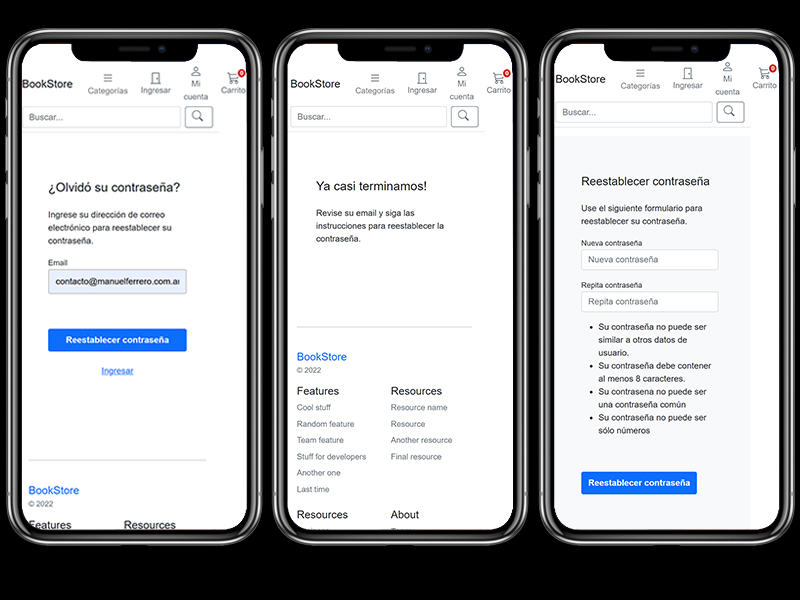 BookStore
Categorías
Ingresar
Mi
cuenta
0
Carrito
Buscar...
¿Olvidó su contraseña?
Ingrese su dirección de correo
electrónico para reestablecer su
contraseña.
Email
contacto@manuelferrero.com.ar
Reestablecer contraseña
Ingresar
BookStore
© 2022
Features
Resources
BookStore
Categorías
Ingresar
Mi
cuenta
0
Carrito
Buscar...
Ya casi terminamos!
Revise su email y siga las
instrucciones para reestablecer la
contraseña.
BookStore
© 2022
Features
Cool stuff
Random feature
Team feature
Stuff for developers
Another one
Last time
Resources
Resource name
Resource
Another resource
Final resource
Resources
About
BookStore
Categorías
Ingresar
Mi
cuenta
0
Carrito
Buscar...
Reestablecer contraseña
Use el siguiente formulario para
reestablecer su contraseña.
Nueva contraseña
Nueva contraseña
Repita contraseña
Repita contraseña
• Su contraseña no puede ser
similar a otros datos de
usuario.
• Su contraseña debe contener
al menos 8 caracteres.
• Su contrasena no puede ser
una contraseña común
• Su contraseña no puede ser
sólo números
Reestablecer contraseña